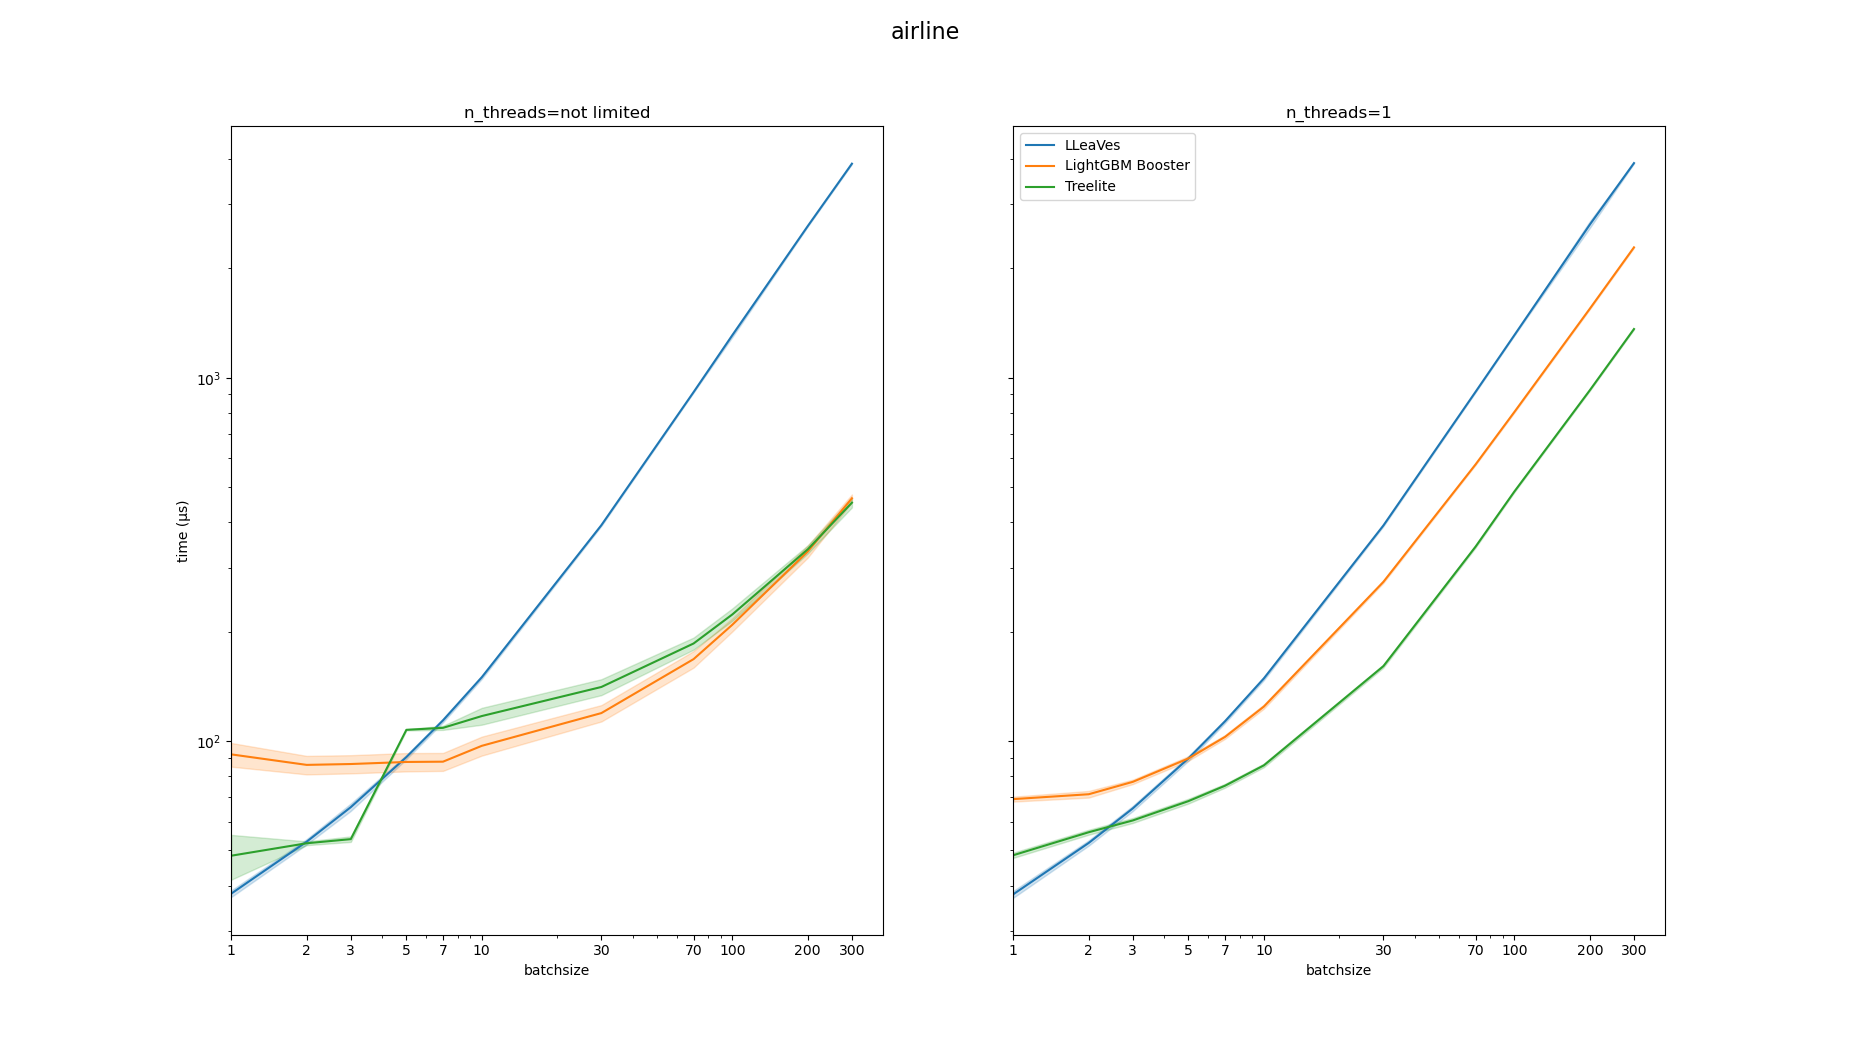 airline
n_threads=not limited
time (µs)
10³
10²
1 2 3 5 7 10 30 70 100 200 300
batchsize
n_threads=1
LLeaVes
LightGBM Booster
Treelite
1 2 3 5 7 10 30 70 100 200 300
batchsize